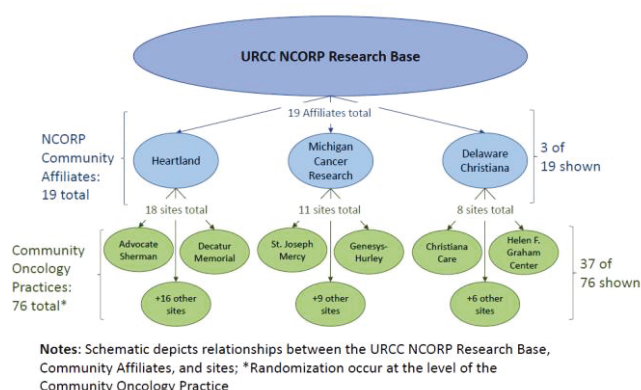 URCC NCORP Research Base
19 Affiliates total
NCORP
Community
Affiliates:
19 total
Heartland
Michigan
Cancer
Research
Delaware
Christiana
3 of
19 shown
18 sites total
11 sites total
8 sites total
Community
Oncology
Practices:
76 total*
Advocate
Sherman
Decatur
Memorial
St. Joseph
Mercy
Genesys-
Hurley
Christiana
Care
Helen F.
Graham
Center
37 of
76 shown
+16 other
sites
+9 other
sites
+6 other
sites
Notes: Schematic depicts relationships between the URCC NCORP Research Base,
Community Affiliates, and sites; *Randomization occur at the level of the
Community Oncology Practice